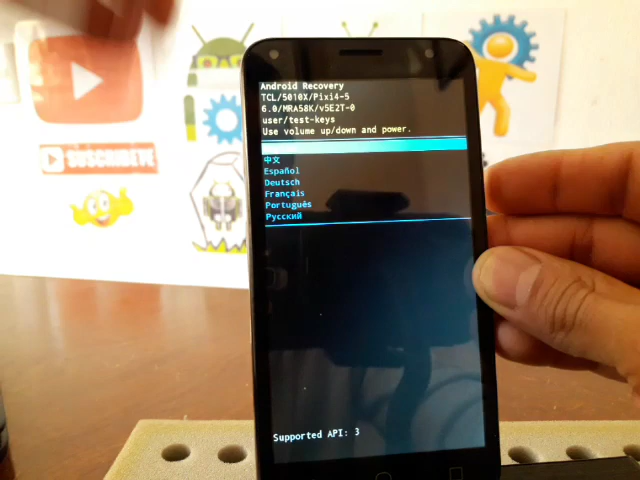 Android Recovery
TCL/5010X/Pixi4-5
6.0/MRA58K/v5E2T-0
user/test-keys
Use volume up/down and power.
中文
Español
Deutsch
Français
Português
Русский
Supported API: 3
SUSCRIBETE